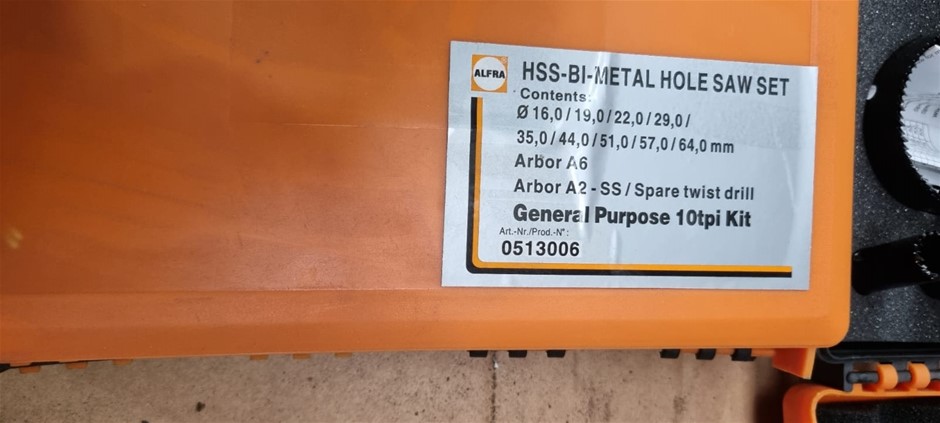 ALFRA
HSS-BI-METAL HOLE SAW SET
Contents:
Ø 16,0 / 19,0 / 22,0 / 29,0 /
35,0 / 44,0 / 51,0 / 57,0 / 64,0 mm
Arbor A6
Arbor A2 - SS / Spare twist drill
General Purpose 10tpi Kit
Art.-Nr./Prod.-N°:
0513006